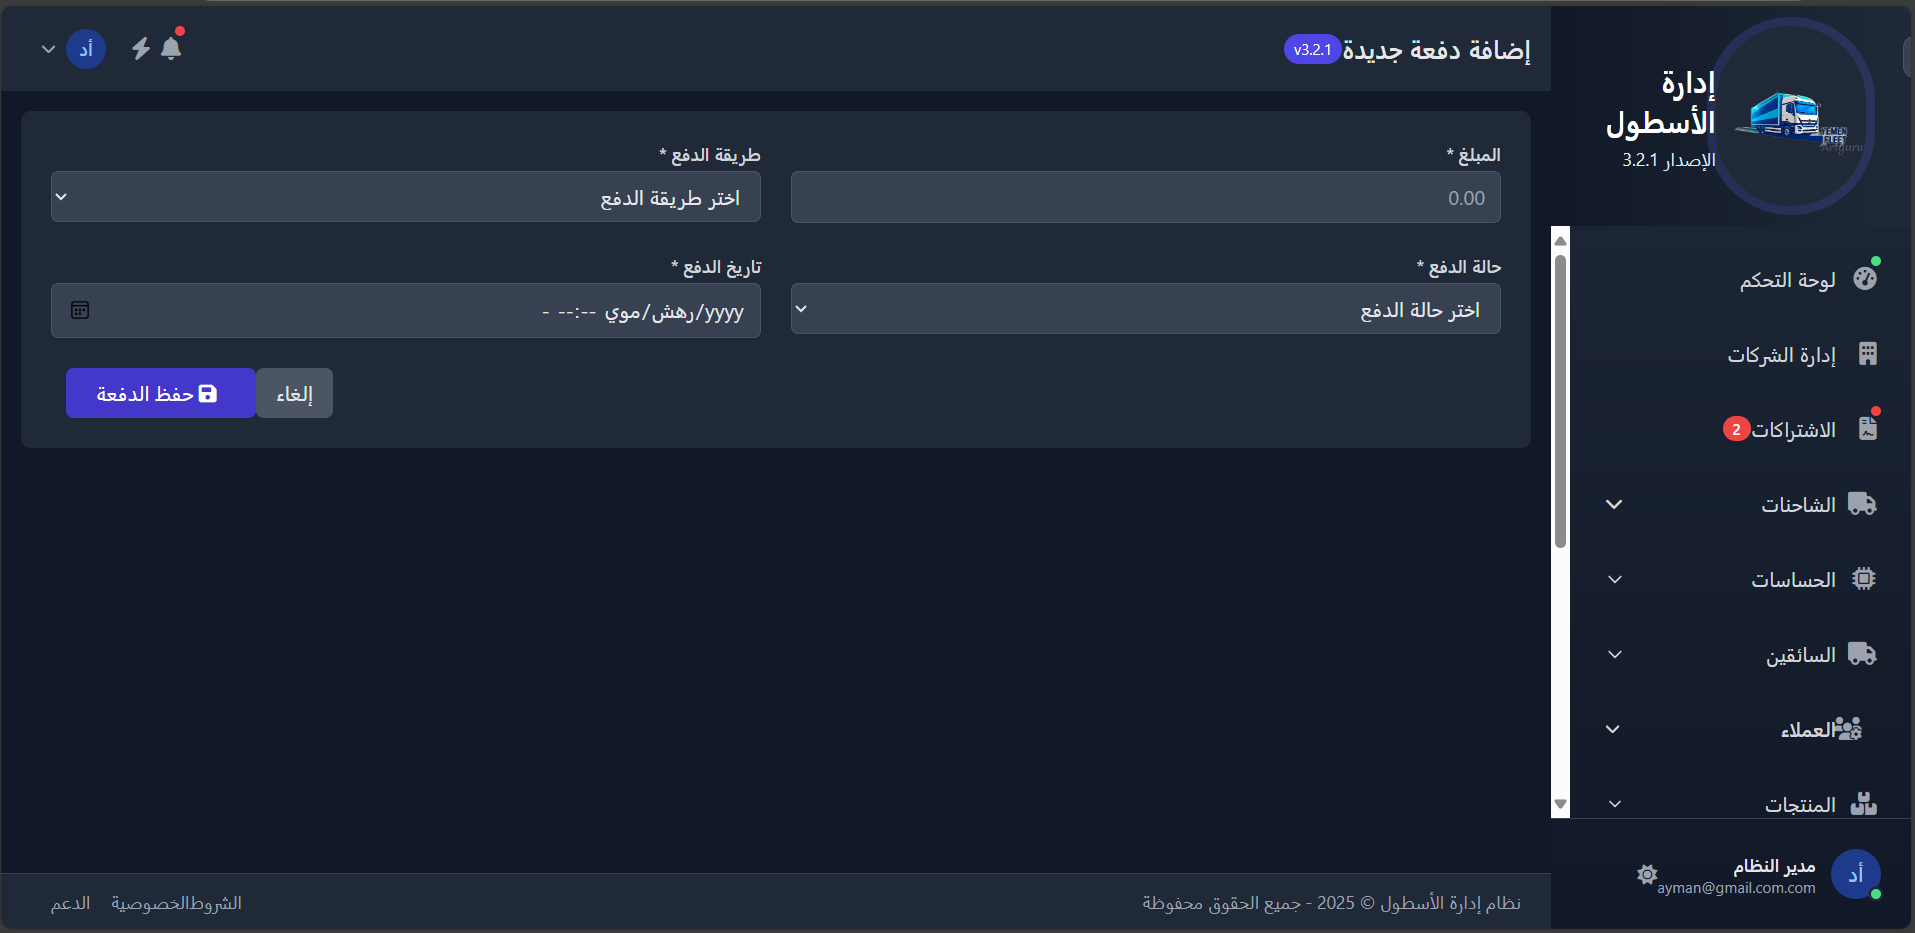 إضافة دفعة جديدة v3.2.1
أد
إدارة
الأسطول
الإصدار 3.2.1
YEMEN
FLEET
Artguru
لوحة التحكم
إدارة الشركات
الاشتراكات 2
الشاحنات
الحساسات
السائقين
العملاء
المنتجات
أد
مدير النظام
ayman@gmail.com.com
المبلغ *
0.00
طريقة الدفع *
اختر طريقة الدفع
حالة الدفع *
اختر حالة الدفع
تاريخ الدفع *
yyyy/رهش/موي --:-- -
إلغاء
حفظ الدفعة
نظام إدارة الأسطول © 2025 - جميع الحقوق محفوظة
الشروط الخصوصية الدعم